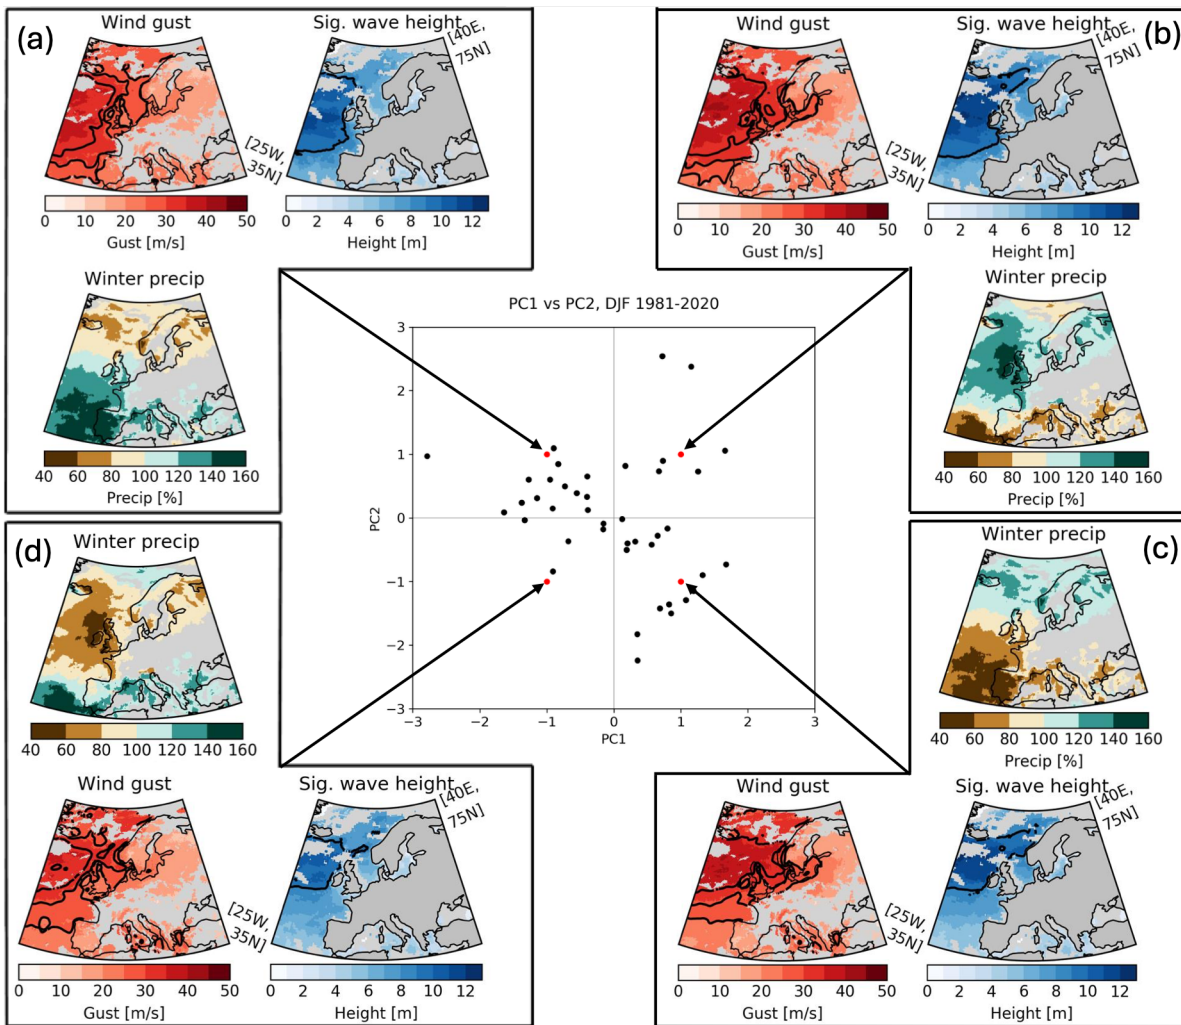 (a)
Wind gust
Sig. wave height
[40E,
75N]
[25W,
35N]
0 10 20 30 40 50
Gust [m/s]
0 2 4 6 8 10 12
Height [m]
Winter precip
40 60 80 100 120 140 160
Precip [%]
(b)
Wind gust
Sig. wave height
[40E,
75N]
[25W,
35N]
0 10 20 30 40 50
Gust [m/s]
0 2 4 6 8 10 12
Height [m]
Winter precip
40 60 80 100 120 140 160
Precip [%]
PC1 vs PC2, DJF 1981-2020
3
2
1
0
−1
−2
−3
PC2
−3 −2 −1 0 1 2 3
PC1
(d)
Winter precip
40 60 80 100 120 140 160
Wind gust
Sig. wave height
[40E,
75N]
[25W,
35N]
0 10 20 30 40 50
Gust [m/s]
0 2 4 6 8 10 12
Height [m]
(c)
Winter precip
40 60 80 100 120 140 160
Precip [%]
Wind gust
Sig. wave height
[40E,
75N]
[25W,
35N]
0 10 20 30 40 50
Gust [m/s]
0 2 4 6 8 10 12
Height [m]